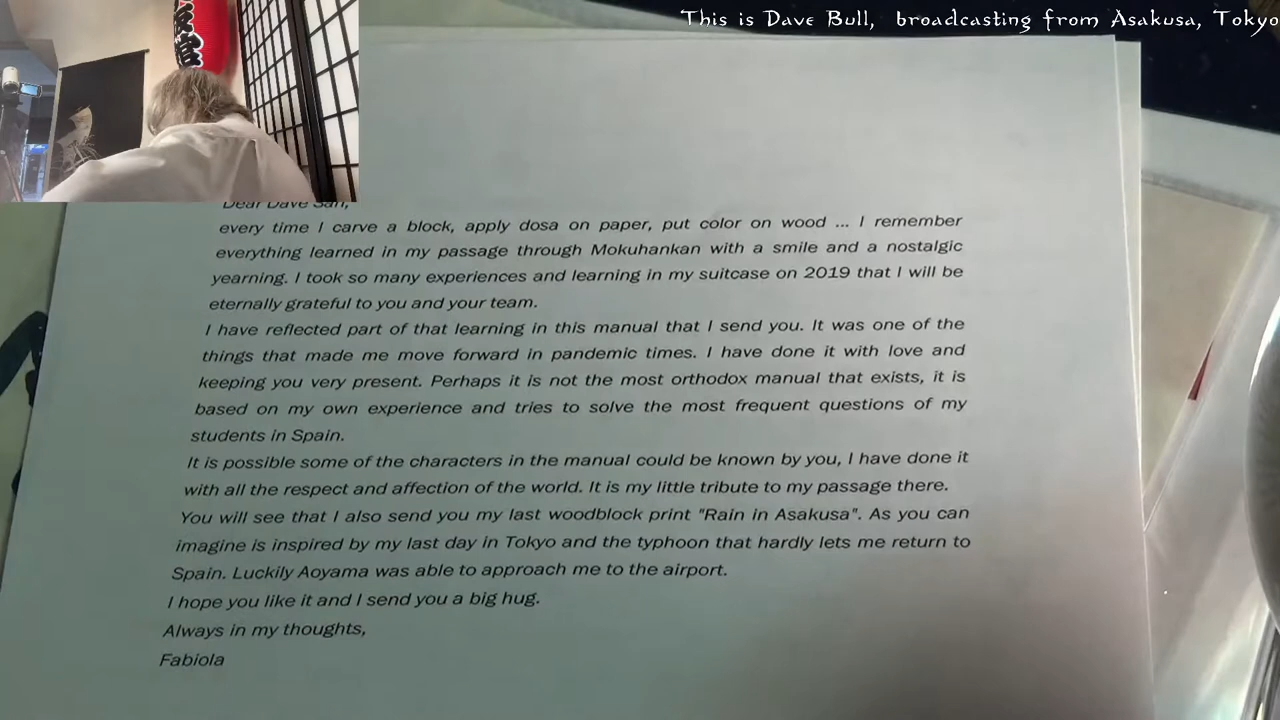 This is Dave Bull, broadcasting from Asakusa, Tokyo
Dear Dave San,
every time I carve a block, apply dosa on paper, put color on wood ... I remember
everything learned in my passage through Mokuhankan with a smile and a nostalgic
yearning. I took so many experiences and learning in my suitcase on 2019 that I will be
eternally grateful to you and your team.
I have reflected part of that learning in this manual that I send you. It was one of the
things that made me move forward in pandemic times. I have done it with love and
keeping you very present. Perhaps it is not the most orthodox manual that exists, it is
based on my own experience and tries to solve the most frequent questions of my
students in Spain.
It is possible some of the characters in the manual could be known by you, I have done it
with all the respect and affection of the world. It is my little tribute to my passage there.
You will see that I also send you my last woodblock print "Rain in Asakusa". As you can
imagine is inspired by my last day in Tokyo and the typhoon that hardly lets me return to
Spain. Luckily Aoyama was able to approach me to the airport.
I hope you like it and I send you a big hug.
Always in my thoughts,
Fabiola